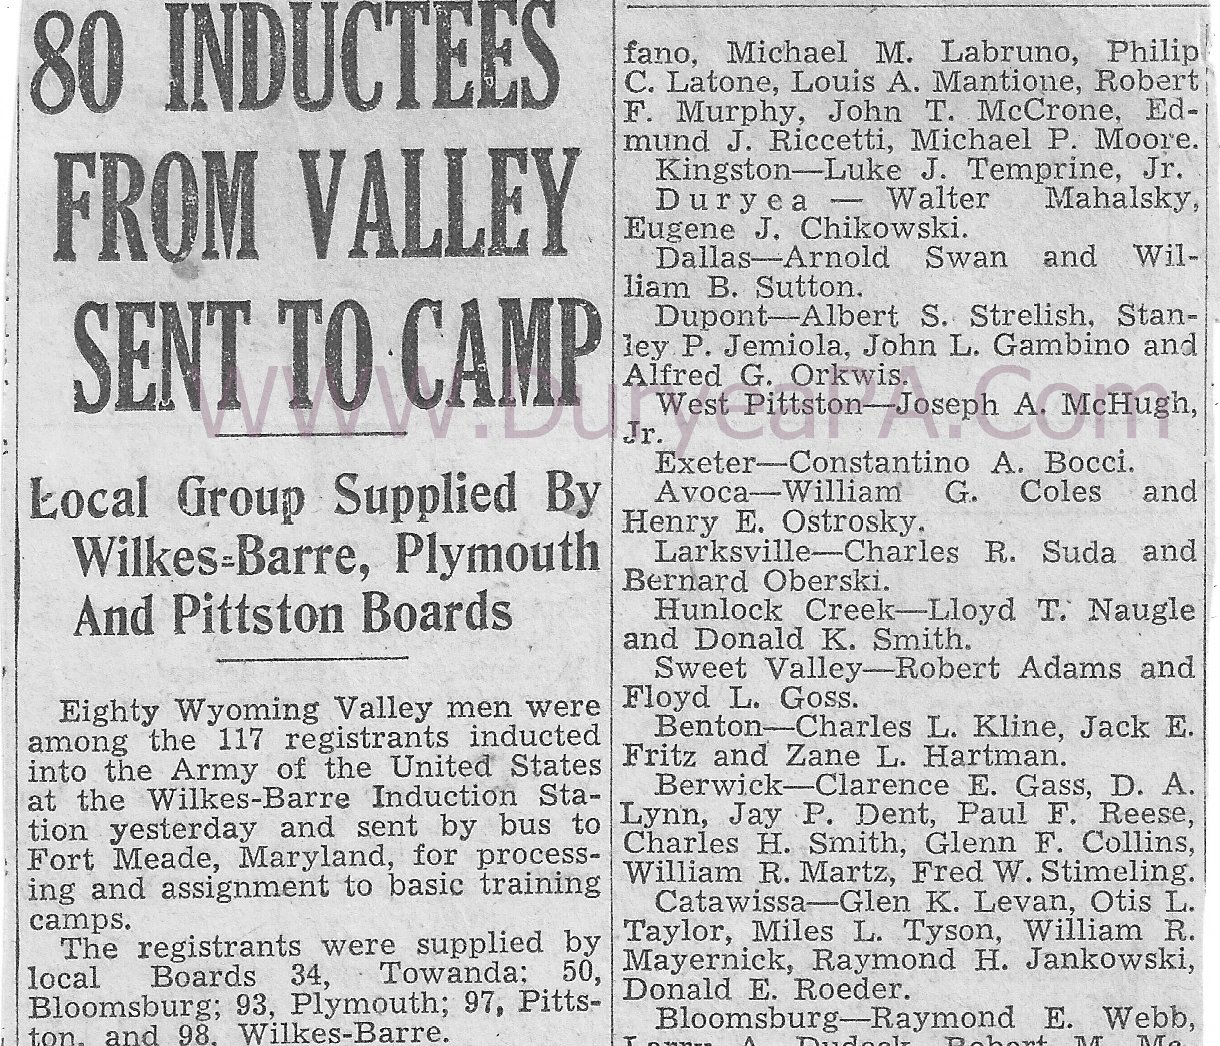 80 INDUCTEES
FROM VALLEY
SENT TO CAMP
Local Group Supplied By
Wilkes-Barre, Plymouth
And Pittston Boards
Eighty Wyoming Valley men were
among the 117 registrants inducted
into the Army of the United States
at the Wilkes-Barre Induction Sta-
tion yesterday and sent by bus to
Fort Meade, Maryland, for process-
ing and assignment to basic training
camps.
The registrants were supplied by
local Boards 34, Towanda; 50,
Bloomsburg; 93, Plymouth; 97, Pitts-
ton, and 98, Wilkes-Barre.
fano, Michael M. Labruno, Philip
C. Latone, Louis A. Mantione, Robert
F. Murphy, John T. McCrone, Ed-
mund J. Riccetti, Michael P. Moore.
Kingston—Luke J. Temprine, Jr.
Duryea — Walter Mahalsky,
Eugene J. Chikowski.
Dallas—Arnold Swan and Wil-
liam B. Sutton.
Dupont—Albert S. Strelish, Stan-
ley P. Jemiola, John L. Gambino and
Alfred G. Orkwis.
West Pittston—Joseph A. McHugh,
Jr.
Exeter—Constantino A. Bocci.
Avoca—William G. Coles and
Henry E. Ostrosky.
Larksville—Charles R. Suda and
Bernard Oberski.
Hunlock Creek—Lloyd T. Naugle
and Donald K. Smith.
Sweet Valley—Robert Adams and
Floyd L. Goss.
Benton—Charles L. Kline, Jack E.
Fritz and Zane L. Hartman.
Berwick—Clarence E. Gass, D. A.
Lynn, Jay P. Dent, Paul F. Reese,
Charles H. Smith, Glenn F. Collins,
William R. Martz, Fred W. Stimeling.
Catawissa—Glen K. Levan, Otis L.
Taylor, Miles L. Tyson, William R.
Mayernick, Raymond H. Jankowski,
Donald E. Roeder.
Bloomsburg—Raymond E. Webb,
Larry A. Dudeck, Robert M. Mc-
www.DuryeaPA.Com